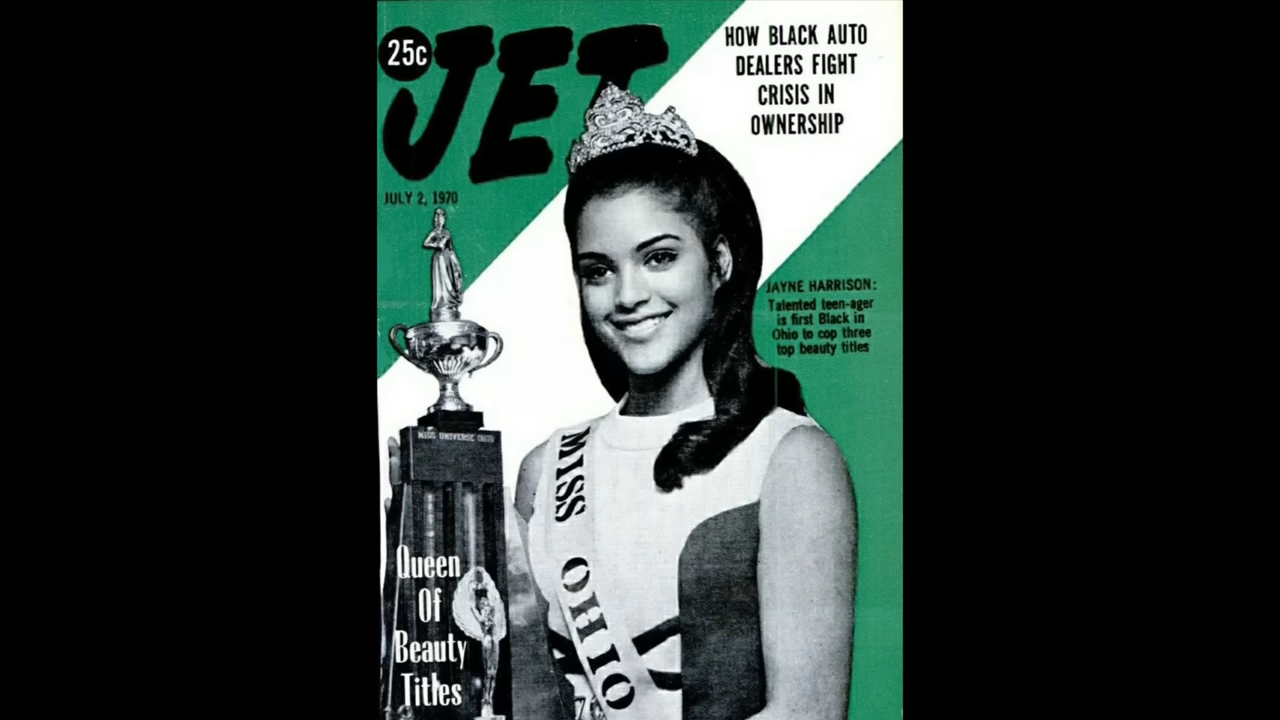 25c
JET
JULY 2, 1970
HOW BLACK AUTO
DEALERS FIGHT
CRISIS IN
OWNERSHIP
JAYNE HARRISON:
Talented teen-ager
is first Black in
Ohio to cop three
top beauty titles
MISS UNIVERSE OHIO
MISS OHIO
Queen
Of
Beauty
Titles